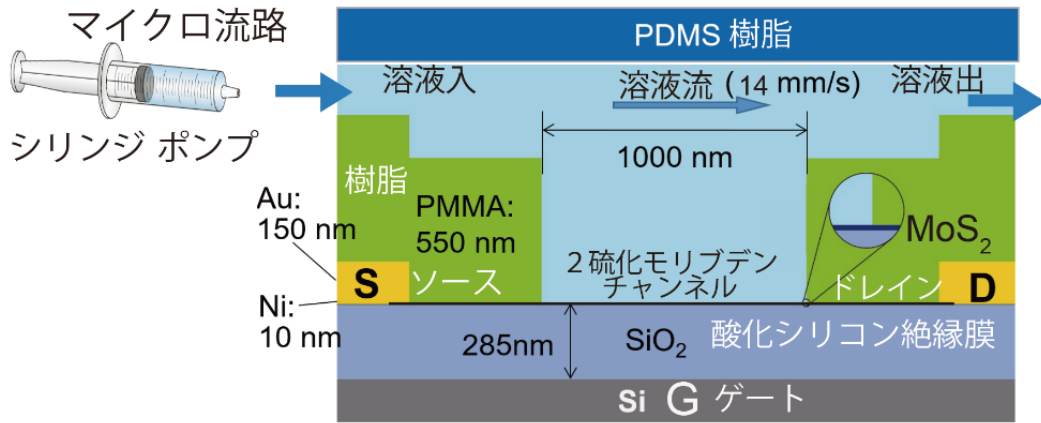 マイクロ流路
シリンジ ポンプ
PDMS 樹脂
溶液入
溶液流 (14 mm/s)
溶液出
1000 nm
樹脂
PMMA:
550 nm
Au:
150 nm
Ni:
10 nm
S
ソース
2硫化モリブデン
チャンネル
MoS₂
ドレイン
D
285nm
SiO₂
酸化シリコン絶縁膜
Si G ゲート